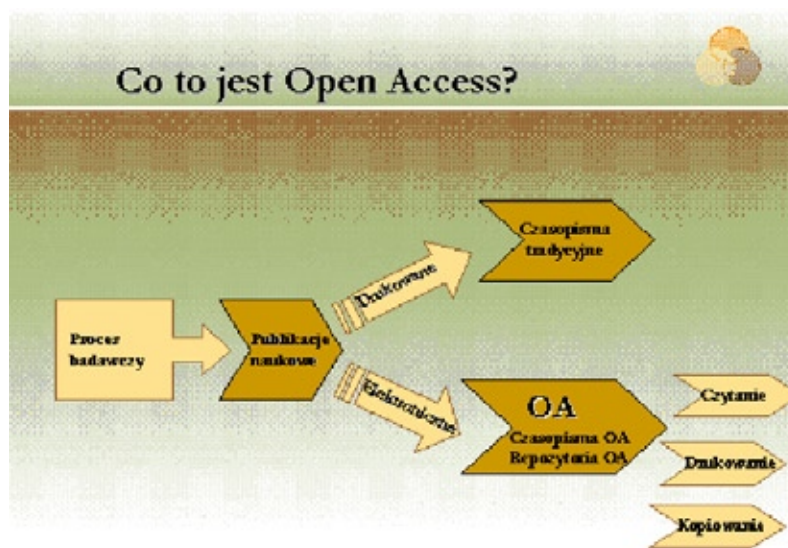 Co to jest Open Access?
Czasopisma
tradycyjne
Drukowane
Proces
badawczy
Publikacje
naukowe
Elektroniczne
OA
Czasopisma OA
Repozytoria OA
Czytanie
Drukowanie
Kopiowanie